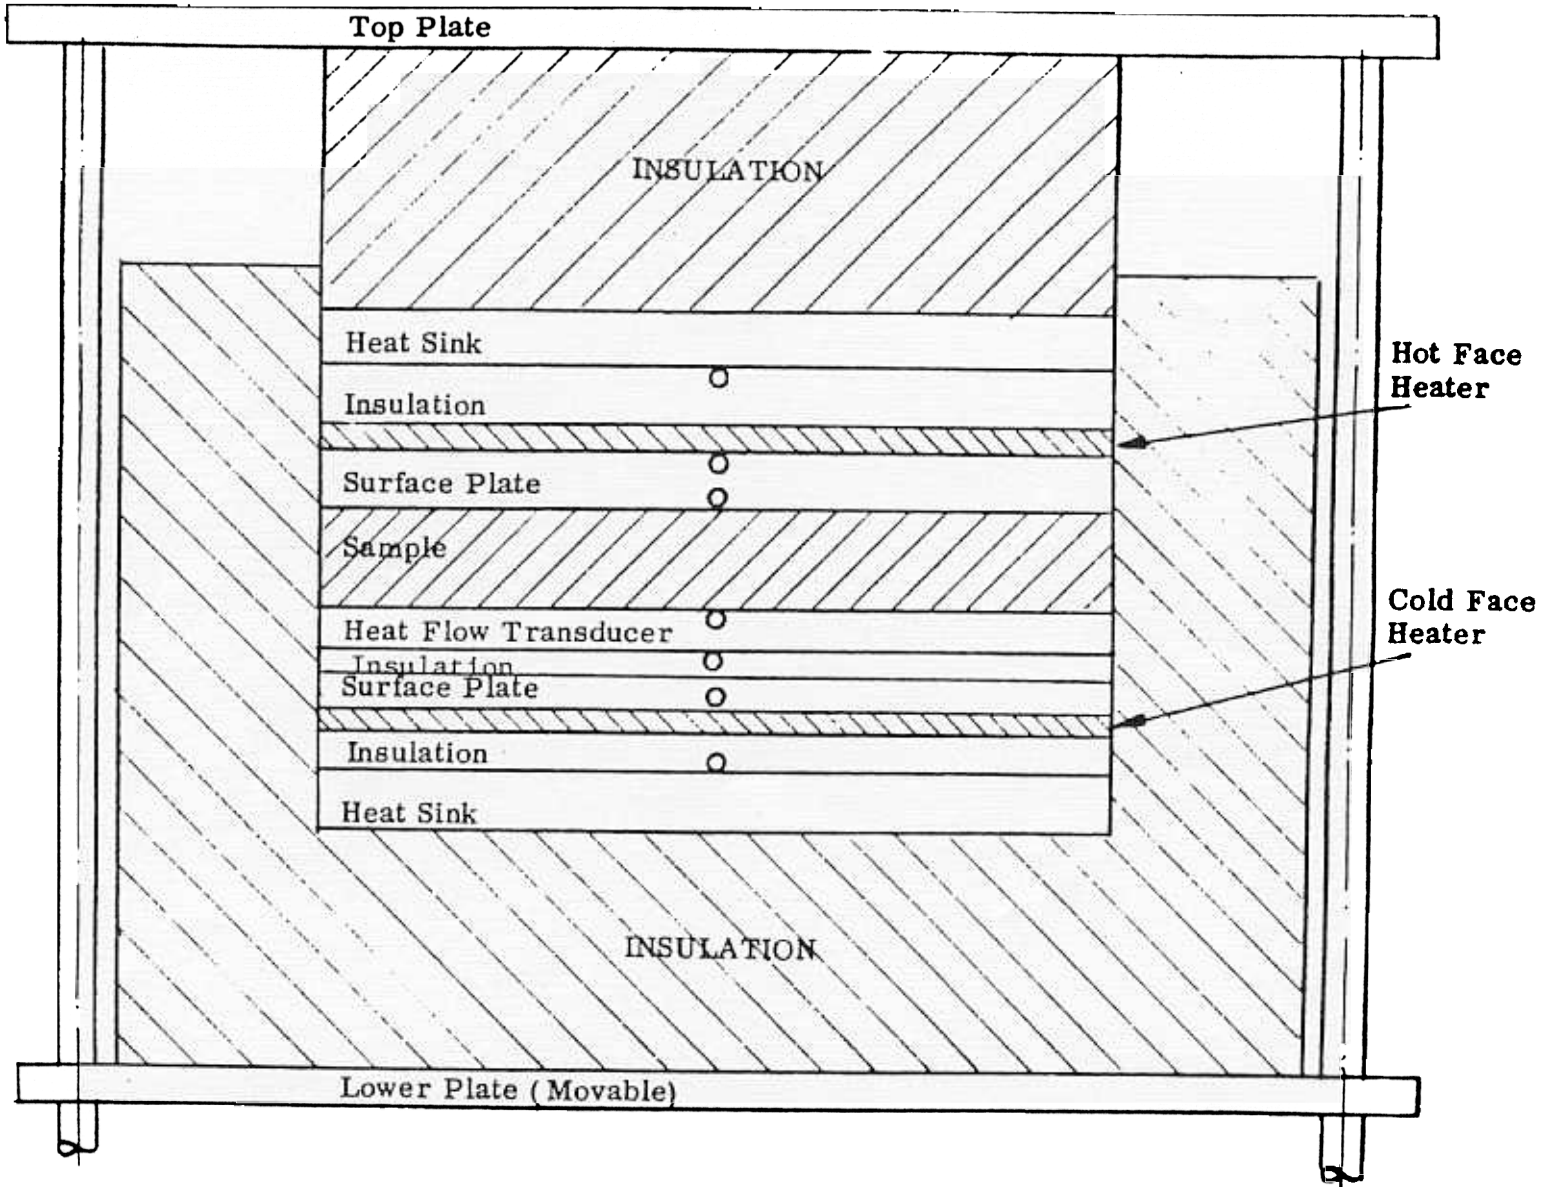 Top Plate
INSULATION
Heat Sink
Hot Face
Heater
Insulation
Surface Plate
Sample
Cold Face
Heater
Heat Flow Transducer
Insulation
Surface Plate
Insulation
Heat Sink
INSULATION
Lower Plate (Movable)